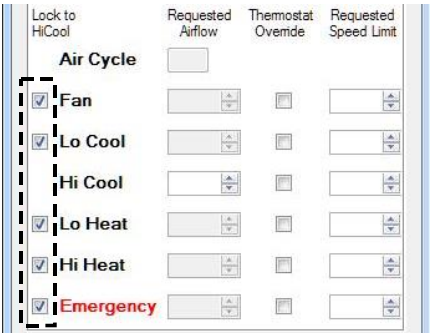 Lock to HiCool
Requested Airflow
Thermostat Override
Requested Speed Limit
Air Cycle
Fan
Lo Cool
Hi Cool
Lo Heat
Hi Heat
Emergency